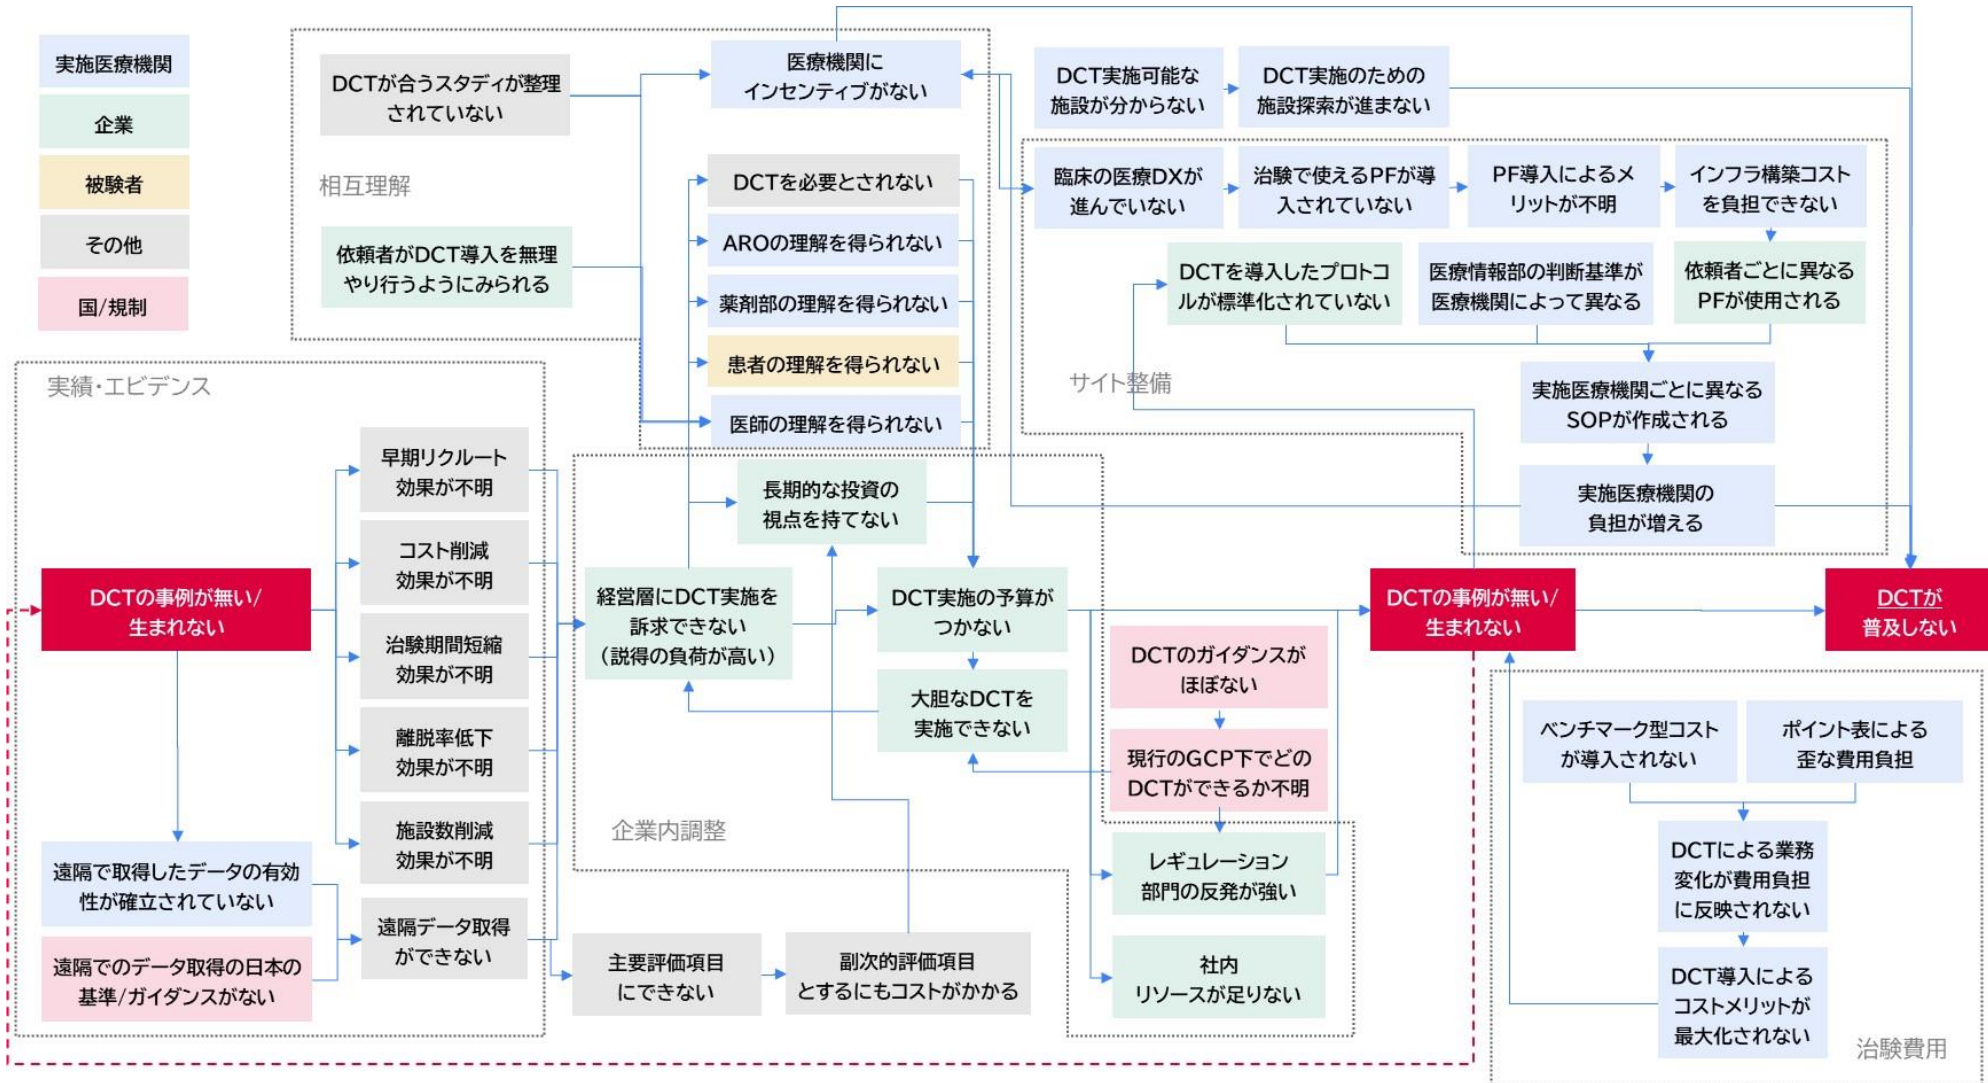 実施医療機関
企業
被験者
その他
国/規制
DCTが合うスタディが整理
されていない
相互理解
依頼者がDCT導入を無理
やり行うようにみられる
医療機関に
インセンティブがない
DCTを必要とされない
AROの理解を得られない
薬剤部の理解を得られない
患者の理解を得られない
医師の理解を得られない
DCT実施可能な
施設が分からない
DCT実施のための
施設探索が進まない
臨床の医療DXが
進んでいない
治験で使えるPFが導
入されていない
PF導入によるメ
リットが不明
インフラ構築コスト
を負担できない
DCTを導入したプロトコ
ルが標準化されていない
医療情報部の判断基準が
医療機関によって異なる
依頼者ごとに異なる
PFが使用される
サイト整備
実施医療機関ごとに異なる
SOPが作成される
実施医療機関の
負担が増える
実績・エビデンス
早期リクルート
効果が不明
コスト削減
効果が不明
治験期間短縮
効果が不明
離脱率低下
効果が不明
施設数削減
効果が不明
遠隔データ取得
ができない
DCTの事例が無い/
生まれない
遠隔で取得したデータの有効
性が確立されていない
遠隔でのデータ取得の日本の
基準/ガイダンスがない
長期的な投資の
視点を持てない
経営層にDCT実施を
訴求できない
(説得の負荷が高い)
DCT実施の予算が
つかない
大胆なDCTを
実施できない
企業内調整
主要評価項目
にできない
副次的評価項目
とするにもコストがかかる
DCTのガイダンスが
ほぼない
現行のGCP下でどの
DCTができるか不明
レギュレーション
部門の反発が強い
社内
リソースが足りない
DCTの事例が無い/
生まれない
DCTが
普及しない
ベンチマーク型コスト
が導入されない
ポイント表による
歪な費用負担
DCTによる業務
変化が費用負担
に反映されない
DCT導入による
コストメリットが
最大化されない
治験費用